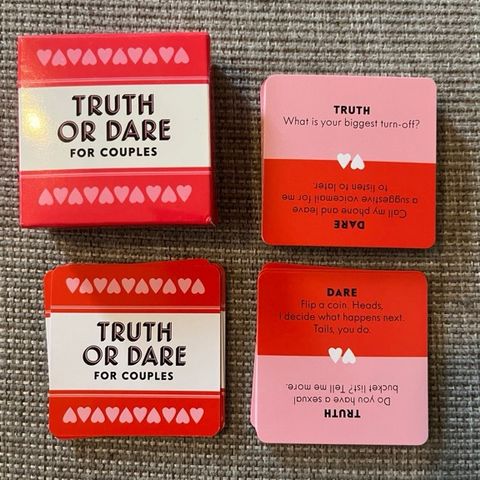 TRUTH
OR DARE
FOR COUPLES
TRUTH
What is your biggest turn-off?
DARE
Call my phone and leave
a suggestive voicemail for me
to listen to later.
TRUTH
OR DARE
FOR COUPLES
DARE
Flip a coin. Heads,
I decide what happens next.
Tails, you do.
TRUTH
Do you have a sexual
bucket list? Tell me more.